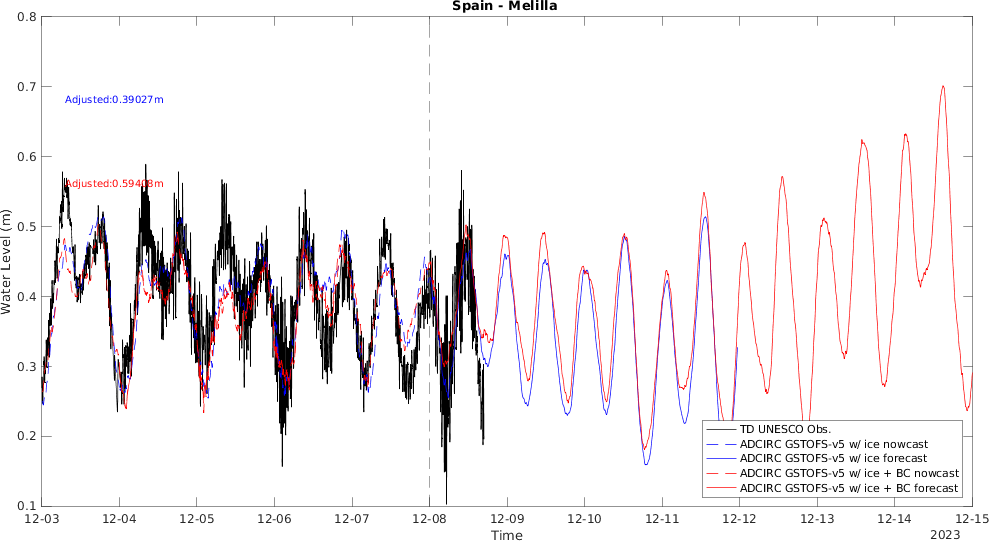 Spain - Melilla
0.8
0.7
0.6
0.5
0.4
0.3
0.2
0.1
Water Level (m)
Adjusted:0.39027m
Adjusted:0.59408m
TD UNESCO Obs.
ADCIRC GSTOFS-v5 w/ ice nowcast
ADCIRC GSTOFS-v5 w/ ice forecast
ADCIRC GSTOFS-v5 w/ ice + BC nowcast
ADCIRC GSTOFS-v5 w/ ice + BC forecast
12-03 12-04 12-05 12-06 12-07 12-08 12-09 12-10 12-11 12-12 12-13 12-14 12-15
Time
2023